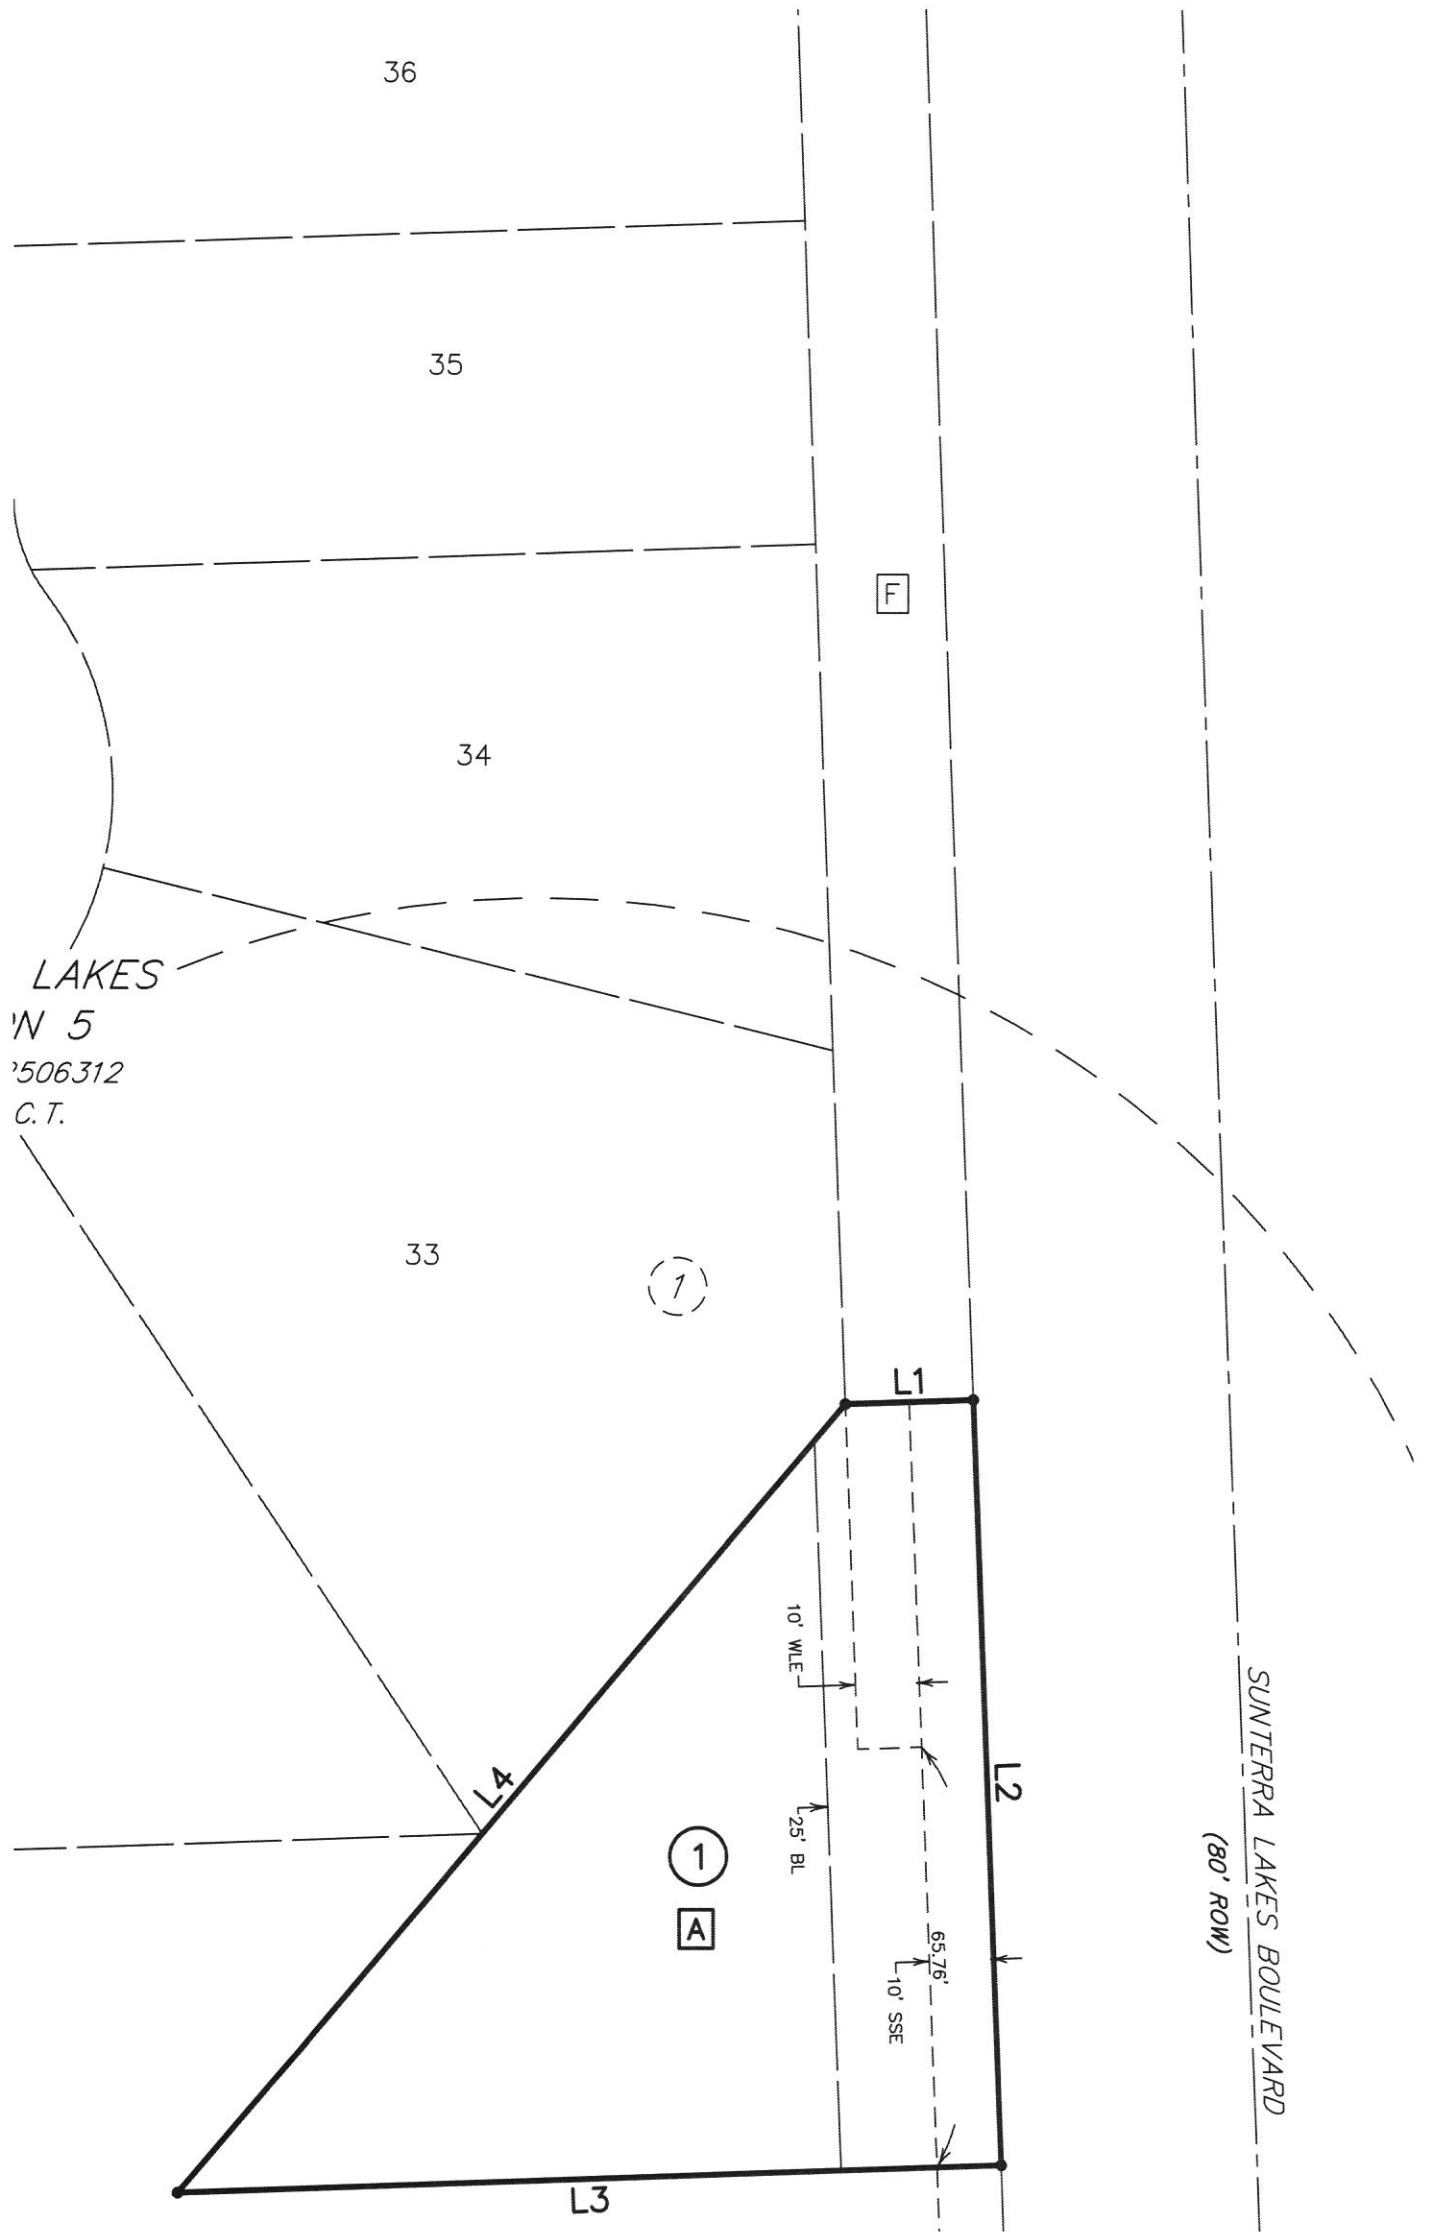 36
35
F
34
LAKES
N 5
506312
C.T.
33
1
L1
10' WLE
L2
L4
25' BL
1
A
65.76'
10' SSE
SUNTERRA LAKES BOULEVARD
(80' ROW)
L3